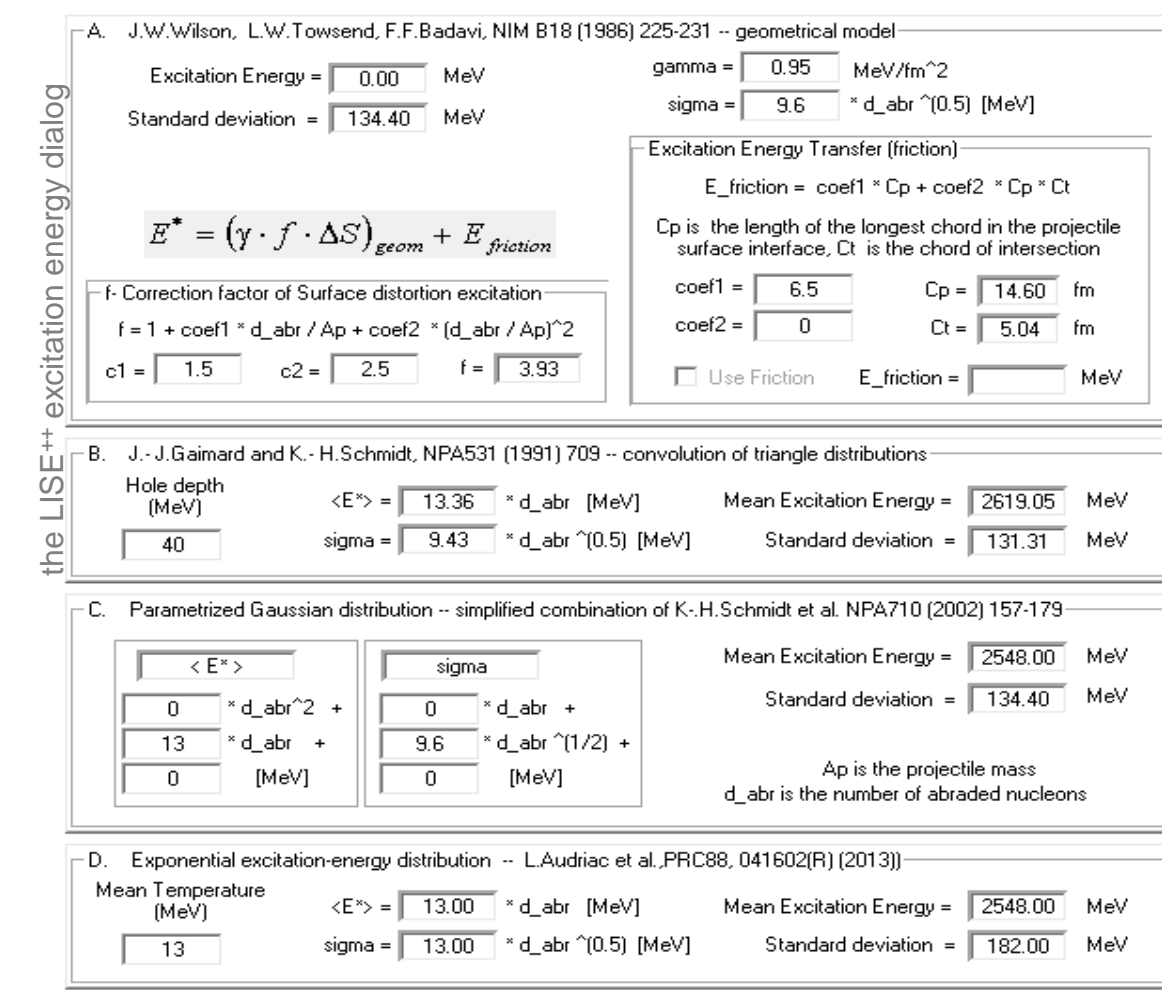 the LISE++ excitation energy dialog
A. J.W.Wilson, L.W.Towsend, F.F.Badavi, NIM B18 (1986) 225-231 -- geometrical model
Excitation Energy = 0.00 MeV
Standard deviation = 134.40 MeV
gamma = 0.95 MeV/fm^2
sigma = 9.6 * d_abr ^(0.5) [MeV]
E* = (γ · f · ΔS)geom + E friction
f- Correction factor of Surface distortion excitation
f = 1 + coef1 * d_abr / Ap + coef2 * (d_abr / Ap)^2
c1 = 1.5 c2 = 2.5 f = 3.93
Excitation Energy Transfer (friction)
E_friction = coef1 * Cp + coef2 * Cp * Ct
Cp is the length of the longest chord in the projectile
surface interface, Ct is the chord of intersection
coef1 = 6.5 Cp = 14.60 fm
coef2 = 0 Ct = 5.04 fm
Use Friction E_friction = MeV
B. J.-J.Gaimard and K.-H.Schmidt, NPA531 (1991) 709 -- convolution of triangle distributions
Hole depth
(MeV)
40
<E*> = 13.36 * d_abr [MeV]
sigma = 9.43 * d_abr ^(0.5) [MeV]
Mean Excitation Energy = 2619.05 MeV
Standard deviation = 131.31 MeV
C. Parametrized Gaussian distribution -- simplified combination of K-.H.Schmidt et al. NPA710 (2002) 157-179
< E* >
0 * d_abr^2 +
13 * d_abr +
0 [MeV]
sigma
0 * d_abr +
9.6 * d_abr ^(1/2) +
0 [MeV]
Mean Excitation Energy = 2548.00 MeV
Standard deviation = 134.40 MeV
Ap is the projectile mass
d_abr is the number of abraded nucleons
D. Exponential excitation-energy distribution -- L.Audriac et al.,PRC88, 041602(R) (2013))
Mean Temperature
(MeV)
13
<E*> = 13.00 * d_abr [MeV]
sigma = 13.00 * d_abr ^(0.5) [MeV]
Mean Excitation Energy = 2548.00 MeV
Standard deviation = 182.00 MeV